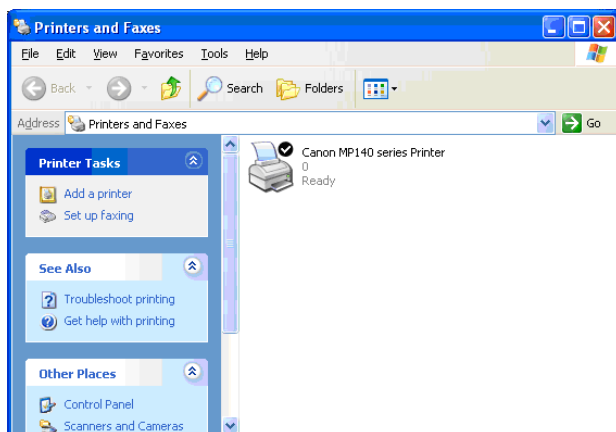 Printers and Faxes
File Edit View Favorites Tools Help
Back Search Folders
Address Printers and Faxes Go
Printer Tasks
Add a printer
Set up faxing
See Also
Troubleshoot printing
Get help with printing
Other Places
Control Panel
Scanners and Cameras
Canon MP140 series Printer
0
Ready